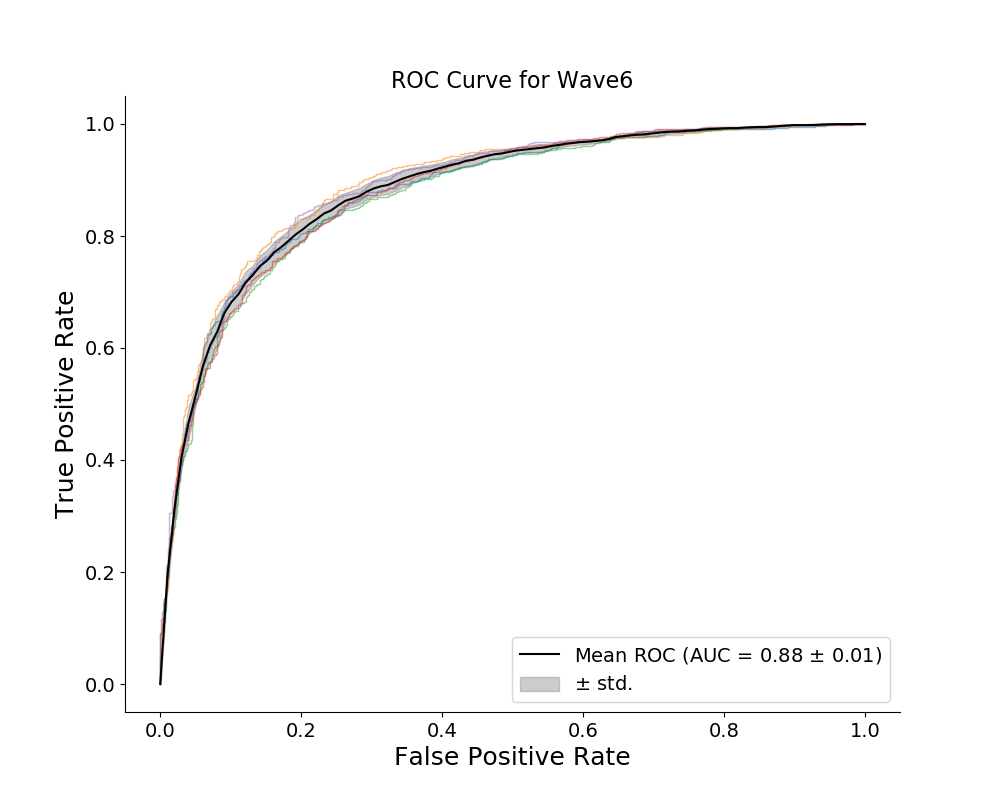 ROC Curve for Wave6
1.0
0.8
0.6
0.4
0.2
0.0
True Positive Rate
Mean ROC (AUC = 0.88 ± 0.01)
± std.
0.0 0.2 0.4 0.6 0.8 1.0
False Positive Rate